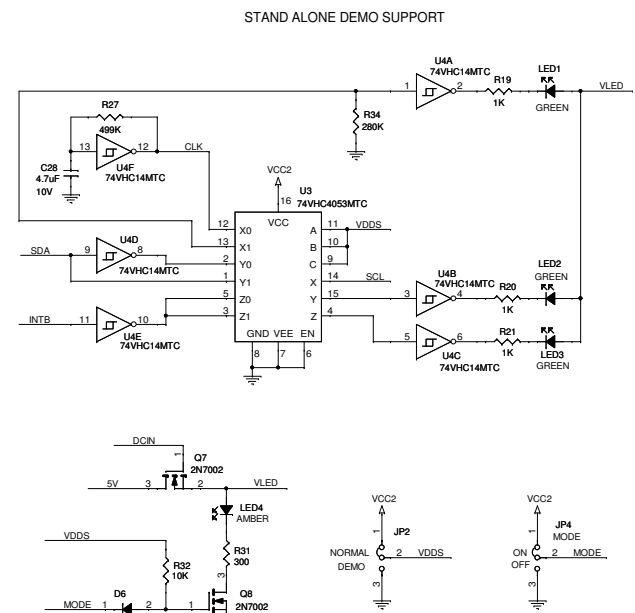 STAND ALONE DEMO SUPPORT
U4A
74VHC14MTC
1
2
R19
1K
LED1
GREEN
VLED
R27
499K
R34
280K
13
12
CLK
U4F
74VHC14MTC
C28
4.7uF
10V
VCC2
16
U3
74VHC4053MTC
VCC
12 X0
13 X1
2 Y0
1 Y1
5 Z0
3 Z1
A 11 VDDS
B 10
C 9
X 14 SCL
Y 15
Z 4
GND VEE EN
8 7 6
SDA
9
U4D
8
74VHC14MTC
INTB
11
10
U4E
74VHC14MTC
U4B
74VHC14MTC
3
4
R20
1K
LED2
GREEN
5
6
U4C
74VHC14MTC
R21
1K
LED3
GREEN
DCIN
1
Q7
2N7002
5V
3
2
VLED
LED4
AMBER
R31
300
VDDS
R32
10K
3
Q8
2N7002
D6
MODE
1
2
1
VCC2
1
JP2
NORMAL
2 VDDS
DEMO
3
VCC2
1
JP4
MODE
ON
2 MODE
OFF
3